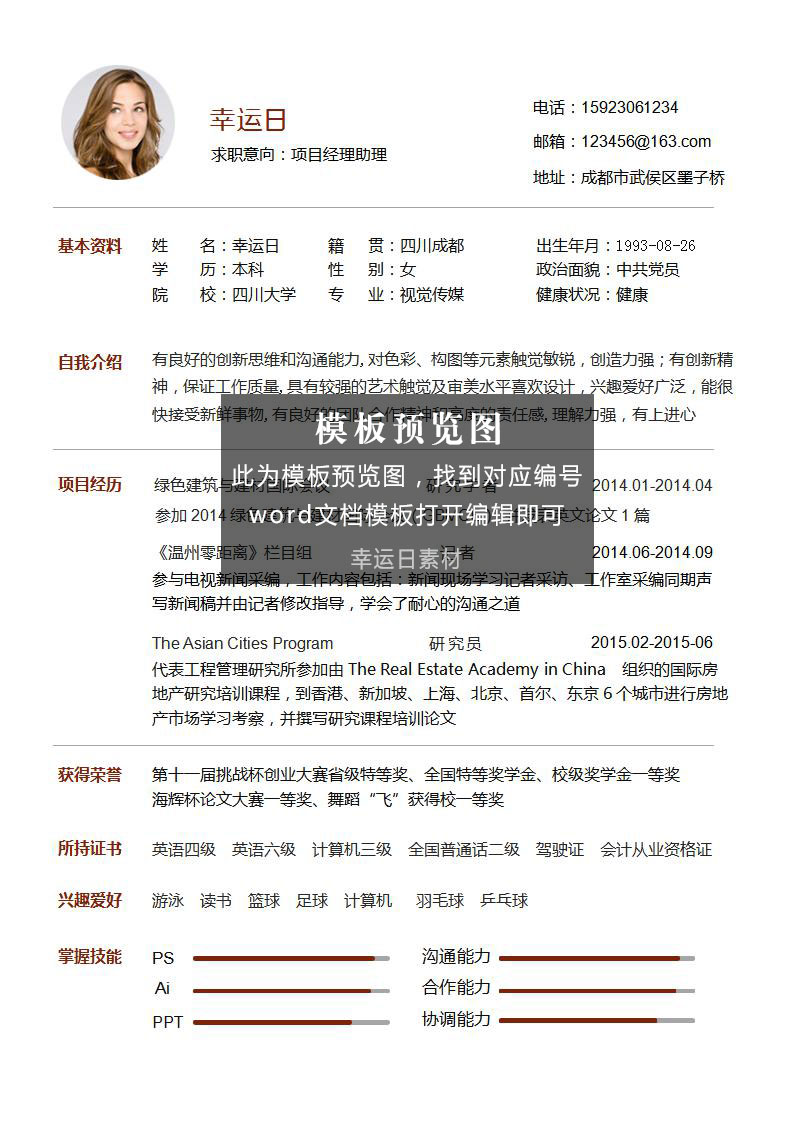 幸运日
求职意向：项目经理助理
电话：15923061234
邮箱：123456@163.com
地址：成都市武侯区墨子桥
基本资料
姓 名：幸运日 籍 贯：四川成都 出生年月：1993-08-26
学 历：本科 性 别：女 政治面貌：中共党员
院 校：四川大学 专 业：视觉传媒 健康状况：健康
自我介绍
有良好的创新思维和沟通能力,对色彩、构图等元素触觉敏锐，创造力强；有创新精
神，保证工作质量,具有较强的艺术触觉及审美水平喜欢设计，兴趣爱好广泛，能很
快接受新鲜事物,有良好的团队合作精神和高度的责任感,理解力强，有上进心
模板预览图
此为模板预览图，找到对应编号
word文档模板打开编辑即可
幸运日素材
项目经历
绿色建筑与建材国际会议 研究学者 2014.01-2014.04
参加 2014 绿色建筑与 英文论文 1 篇
《温州零距离》栏目组 记者 2014.06-2014.09
参与电视新闻采编，工作内容包括：新闻现场学习记者采访、工作室采编同期声
写新闻稿并由记者修改指导，学会了耐心的沟通之道
The Asian Cities Program 研究员 2015.02-2015-06
代表工程管理研究所参加由 The Real Estate Academy in China 组织的国际房
地产研究培训课程，到香港、新加坡、上海、北京、首尔、东京 6 个城市进行房地
产市场学习考察，并撰写研究课程培训论文
获得荣誉
第十一届挑战杯创业大赛省级特等奖、全国特等奖学金、校级奖学金一等奖
海辉杯论文大赛一等奖、舞蹈“飞”获得校一等奖
所持证书
英语四级 英语六级 计算机三级 全国普通话二级 驾驶证 会计从业资格证
兴趣爱好
游泳 读书 篮球 足球 计算机 羽毛球 乒乓球
掌握技能
PS 沟通能力
Ai 合作能力
PPT 协调能力